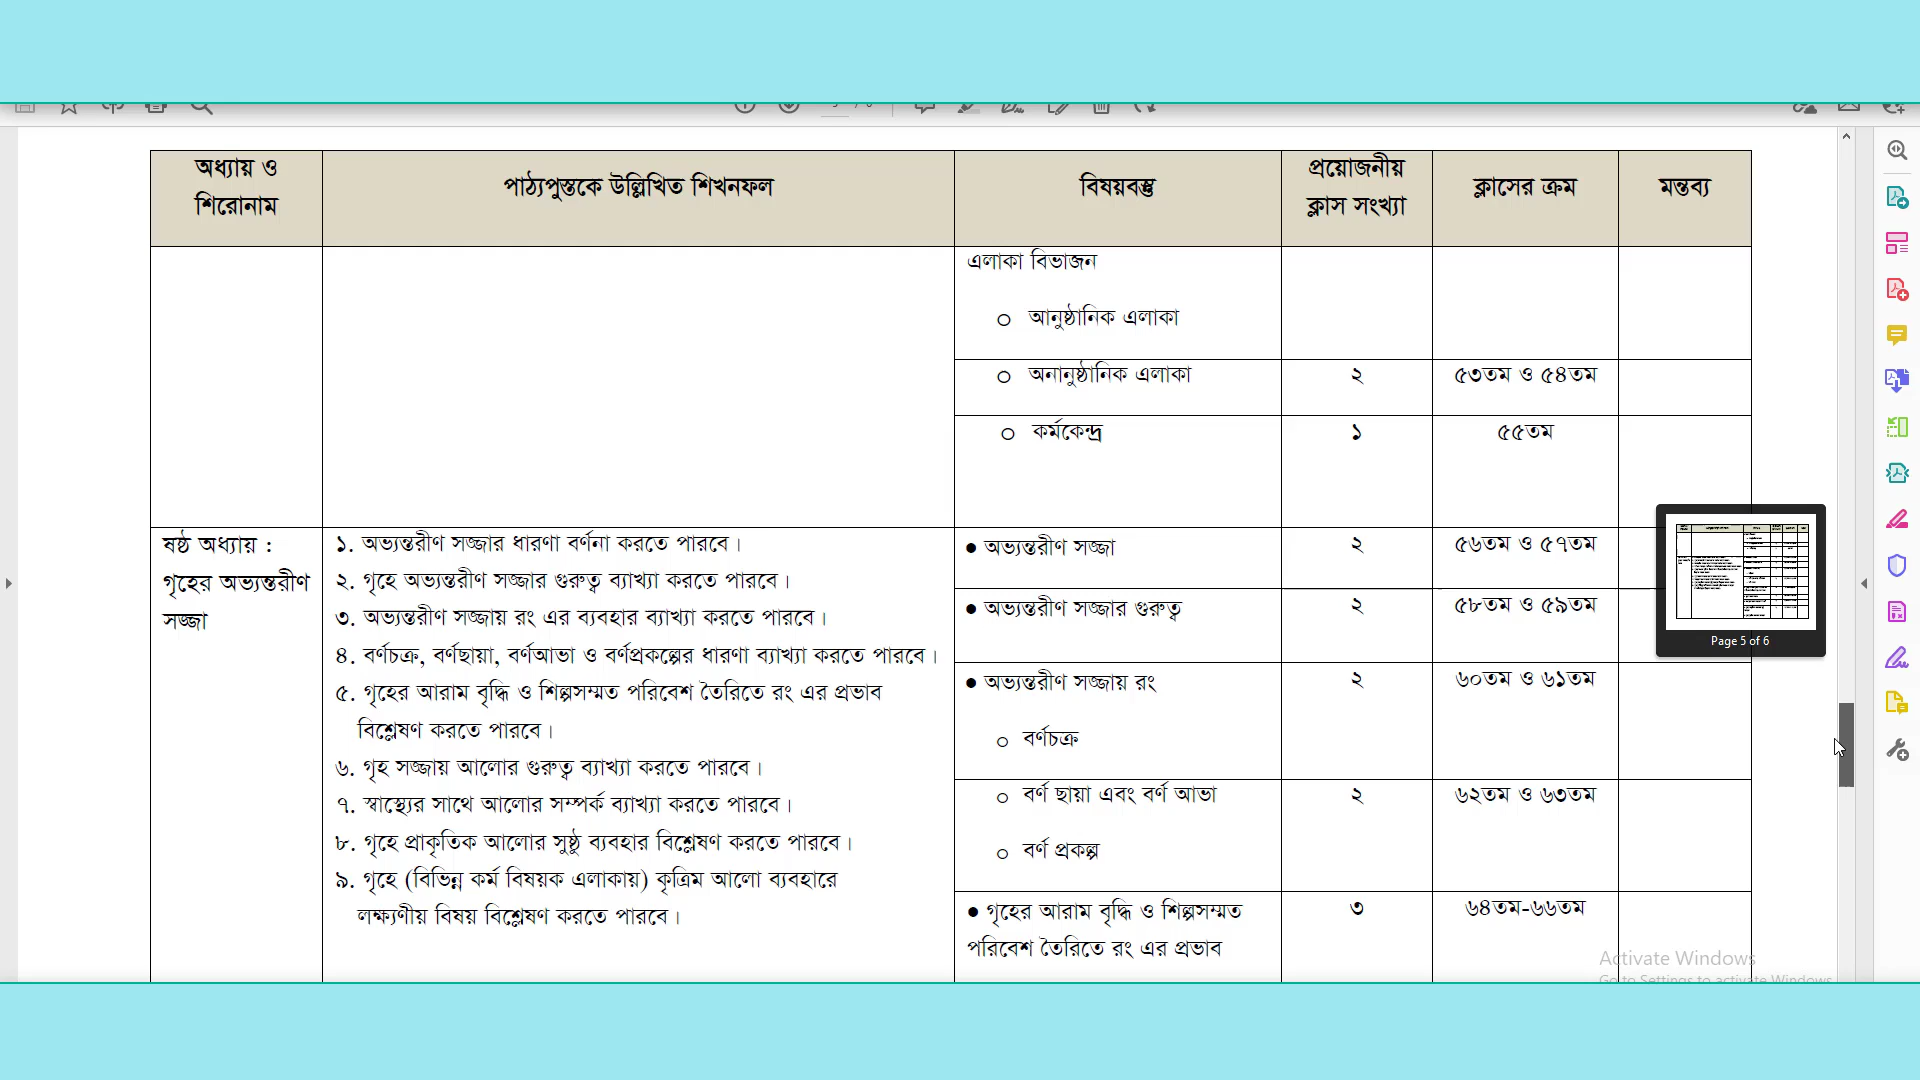 অধ্যায় ও
শিরোনাম
পাঠ্যপুস্তকে উল্লিখিত শিখনফল
বিষয়বস্তু
প্রয়োজনীয়
ক্লাস সংখ্যা
ক্লাসের ক্রম
মন্তব্য
এলাকা বিভাজন
o আনুষ্ঠানিক এলাকা
o অনানুষ্ঠানিক এলাকা
২
৫৩তম ও ৫৪তম
o কর্মকেন্দ্র
১
৫৫তম
ষষ্ঠ অধ্যায় :
গৃহের অভ্যন্তরীণ
সজ্জা
১. অভ্যন্তরীণ সজ্জার ধারণা বর্ণনা করতে পারবে।
২. গৃহে অভ্যন্তরীণ সজ্জার গুরুত্ব ব্যাখ্যা করতে পারবে।
৩. অভ্যন্তরীণ সজ্জায় রং এর ব্যবহার ব্যাখ্যা করতে পারবে।
৪. বর্ণচক্র, বর্ণছায়া, বর্ণআভা ও বর্ণপ্রকল্পের ধারণা ব্যাখ্যা করতে পারবে।
৫. গৃহের আরাম বৃদ্ধি ও শিল্পসম্মত পরিবেশ তৈরিতে রং এর প্রভাব
বিশ্লেষণ করতে পারবে।
৬. গৃহ সজ্জায় আলোর গুরুত্ব ব্যাখ্যা করতে পারবে।
৭. স্বাস্থ্যের সাথে আলোর সম্পর্ক ব্যাখ্যা করতে পারবে।
৮. গৃহে প্রাকৃতিক আলোর সুষ্ঠু ব্যবহার বিশ্লেষণ করতে পারবে।
৯. গৃহে (বিভিন্ন কর্ম বিষয়ক এলাকায়) কৃত্রিম আলো ব্যবহারে
লক্ষ্যণীয় বিষয় বিশ্লেষণ করতে পারবে।
● অভ্যন্তরীণ সজ্জা
২
৫৬তম ও ৫৭তম
● অভ্যন্তরীণ সজ্জার গুরুত্ব
২
৫৮তম ও ৫৯তম
● অভ্যন্তরীণ সজ্জায় রং
o বর্ণচক্র
২
৬০তম ও ৬১তম
o বর্ণ ছায়া এবং বর্ণ আভা
o বর্ণ প্রকল্প
২
৬২তম ও ৬৩তম
● গৃহের আরাম বৃদ্ধি ও শিল্পসম্মত
পরিবেশ তৈরিতে রং এর প্রভাব
৩
৬৪তম-৬৬তম
Page 5 of 6
Activate Windows
Go to Settings to activate Windows.